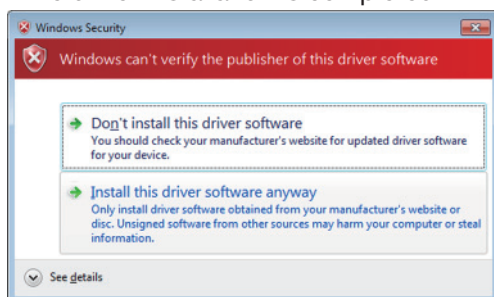 Windows Security
Windows can't verify the publisher of this driver software
Don't install this driver software
You should check your manufacturer's website for updated driver software
for your device.
Install this driver software anyway
Only install driver software obtained from your manufacturer's website or
disc. Unsigned software from other sources may harm your computer or steal
information.
See details